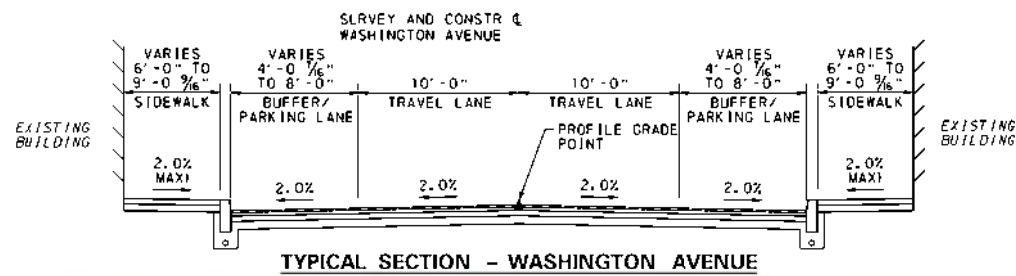 SURVEY AND CONSTR ℄
WASHINGTON AVENUE
VARIES
6'-0" TO
9'-0 9/16"
SIDEWALK
VARIES
4'-0 7/16"
TO 8'-0"
BUFFER/
PARKING LANE
10'-0"
TRAVEL LANE
10'-0"
TRAVEL LANE
VARIES
4'-0 7/16"
TO 8'-0"
BUFFER/
PARKING LANE
VARIES
6'-0" TO
9'-0 9/16"
SIDEWALK
EXISTING
BUILDING
PROFILE GRADE
POINT
EXISTING
BUILDING
2.0%
MAX!
2.0%
2.0%
2.0%
2.0%
2.0%
MAX!
TYPICAL SECTION - WASHINGTON AVENUE